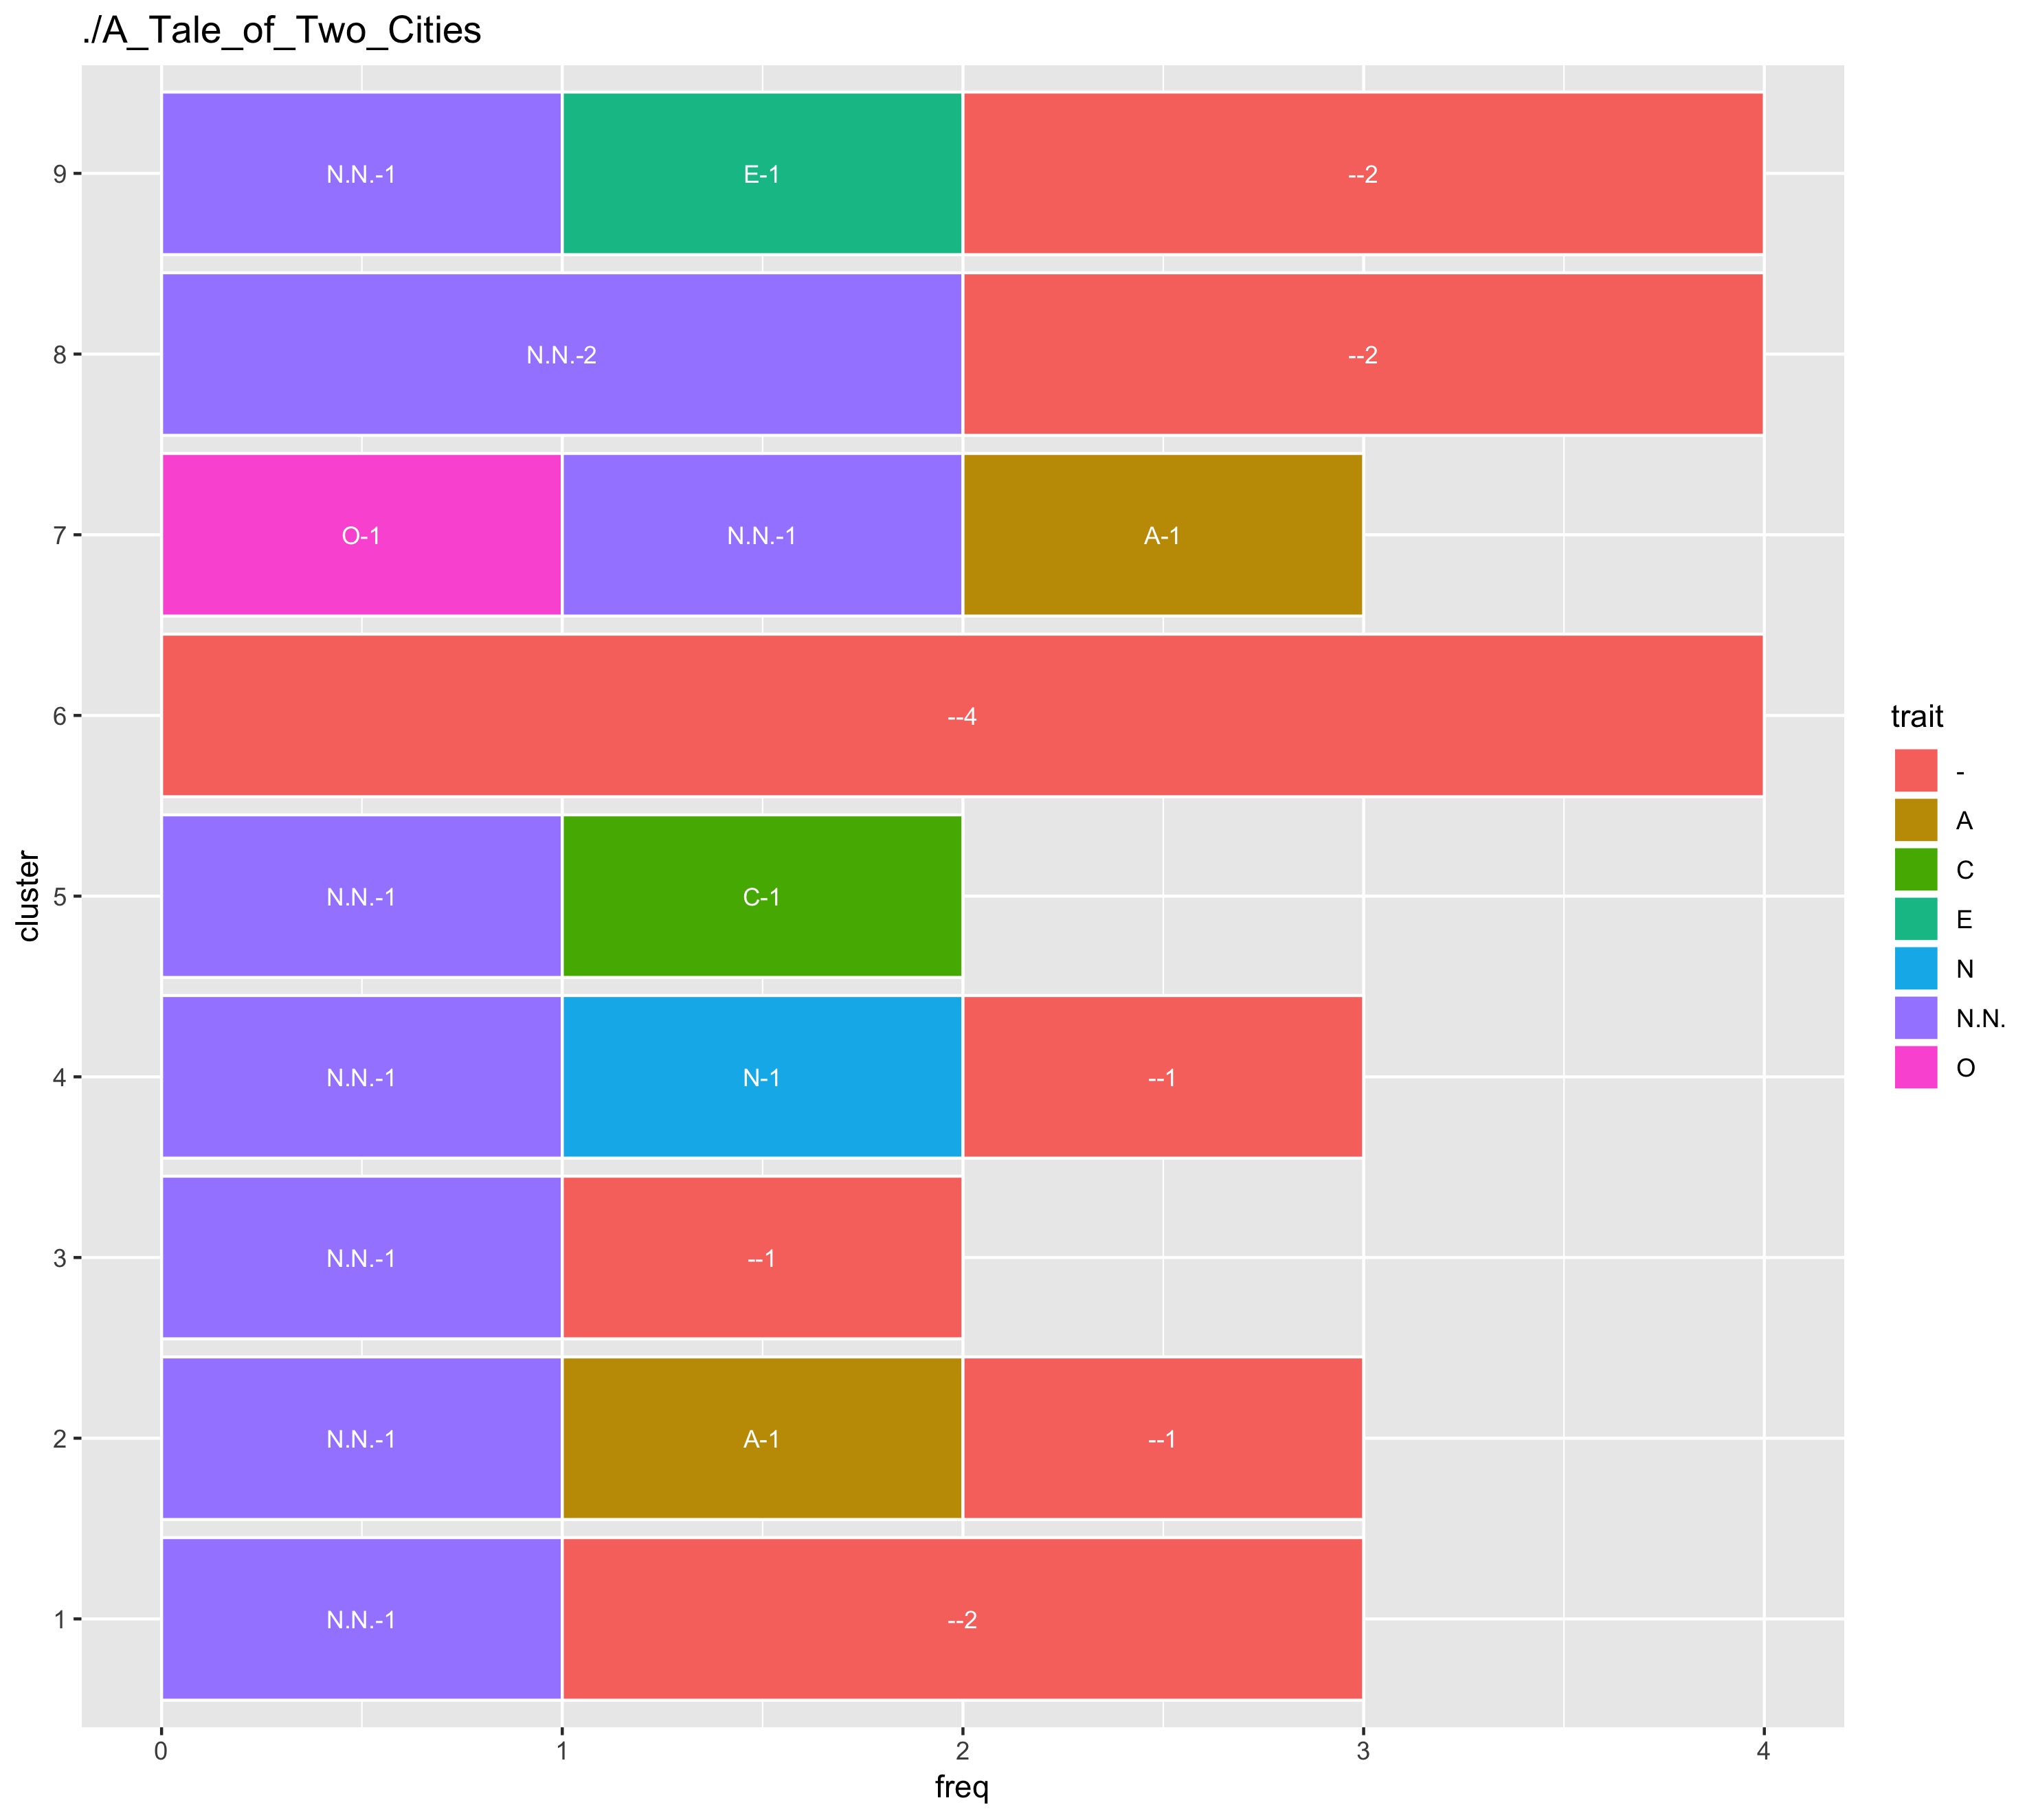 ./A_Tale_of_Two_Cities
9
N.N.-1 E-1 --2
8
N.N.-2 --2
7
O-1 N.N.-1 A-1
6
--4
5
N.N.-1 C-1
4
N.N.-1 N-1 --1
3
N.N.-1 --1
2
N.N.-1 A-1 --1
1
N.N.-1 --2
cluster
0 1 2 3 4
freq
trait
-
A
C
E
N
N.N.
O